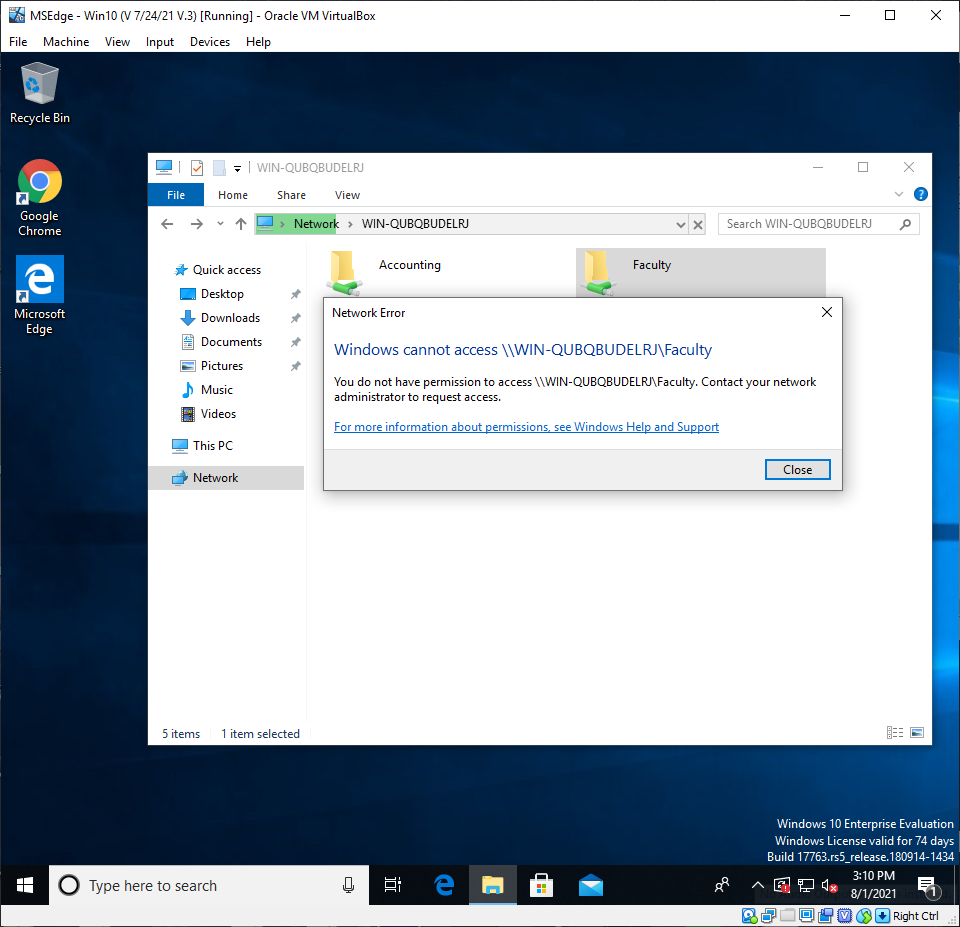 MSEdge - Win10 (V 7/24/21 V.3) [Running] - Oracle VM VirtualBox
File Machine View Input Devices Help
Recycle Bin
Google
Chrome
Microsoft
Edge
WIN-QUBQBUDELRJ
File Home Share View
Network WIN-QUBQBUDELRJ
Search WIN-QUBQBUDELRJ
Quick access
Desktop
Downloads
Documents
Pictures
Music
Videos
This PC
Network
Accounting
Faculty
Network Error
Windows cannot access \\WIN-QUBQBUDELRJ\Faculty
You do not have permission to access \\WIN-QUBQBUDELRJ\Faculty. Contact your network
administrator to request access.
For more information about permissions, see Windows Help and Support
Close
5 items 1 item selected
Windows 10 Enterprise Evaluation
Windows License valid for 74 days
Build 17763.rs5_release.180914-1434
Type here to search
3:10 PM
8/1/2021
1
Right Ctrl